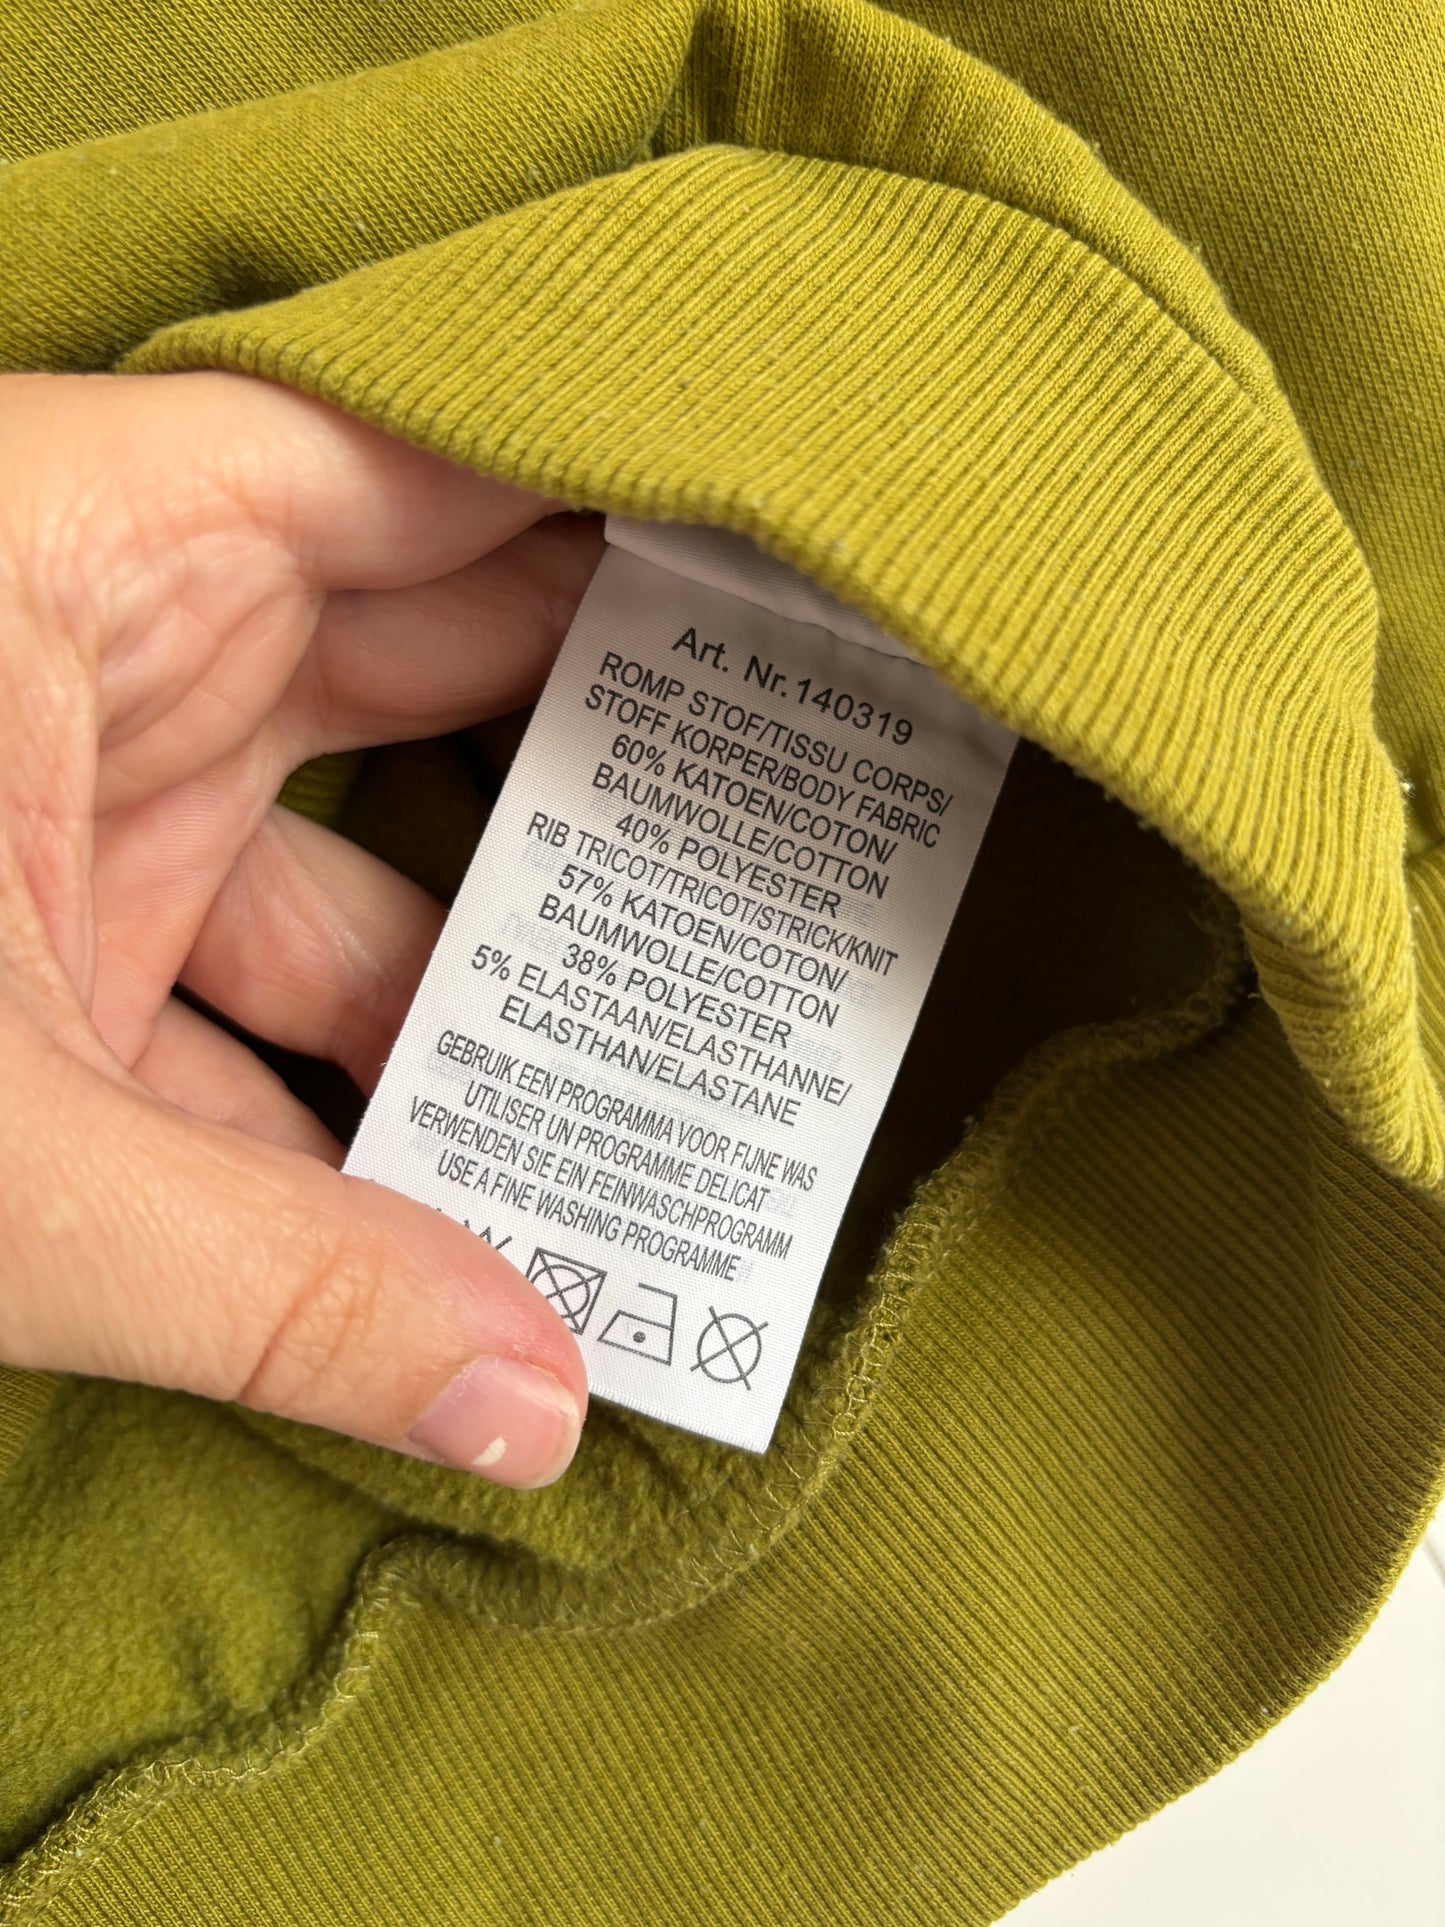 Art. Nr. 140319
ROMP STOF/TISSU CORPS/
STOFF KORPER/BODY FABRIC
60% KATOEN/COTON/
BAUMWOLLE/COTTON
40% POLYESTER
RIB TRICOT/TRICOT/STRICK/KNIT
57% KATOEN/COTON/
BAUMWOLLE/COTTON
38% POLYESTER
5% ELASTAAN/ELASTHANNE/
ELASTHAN/ELASTANE
GEBRUIK EEN PROGRAMMA VOOR FIJNE WAS
UTILISER UN PROGRAMME DELICAT
VERWENDEN SIE EIN FEINWASCHPROGRAMM
USE A FINE WASHING PROGRAMME